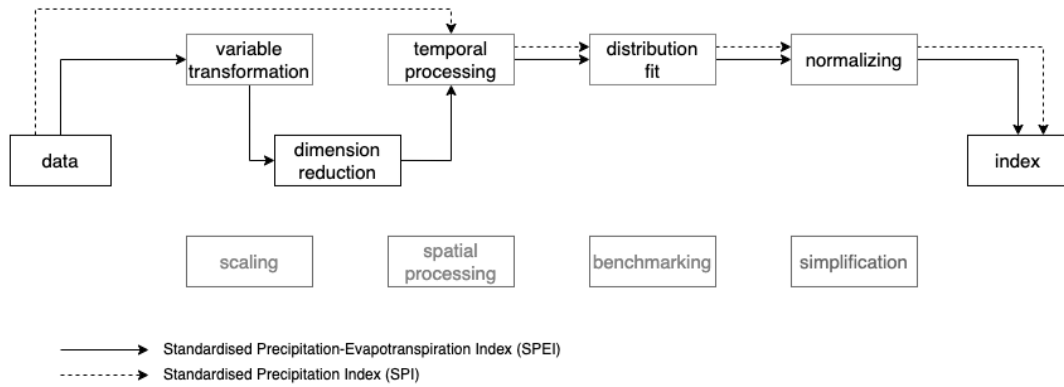 variable
transformation
temporal
processing
distribution
fit
normalizing
data
dimension
reduction
index
scaling
spatial
processing
benchmarking
simplification
Standardised Precipitation-Evapotranspiration Index (SPEI)
Standardised Precipitation Index (SPI)